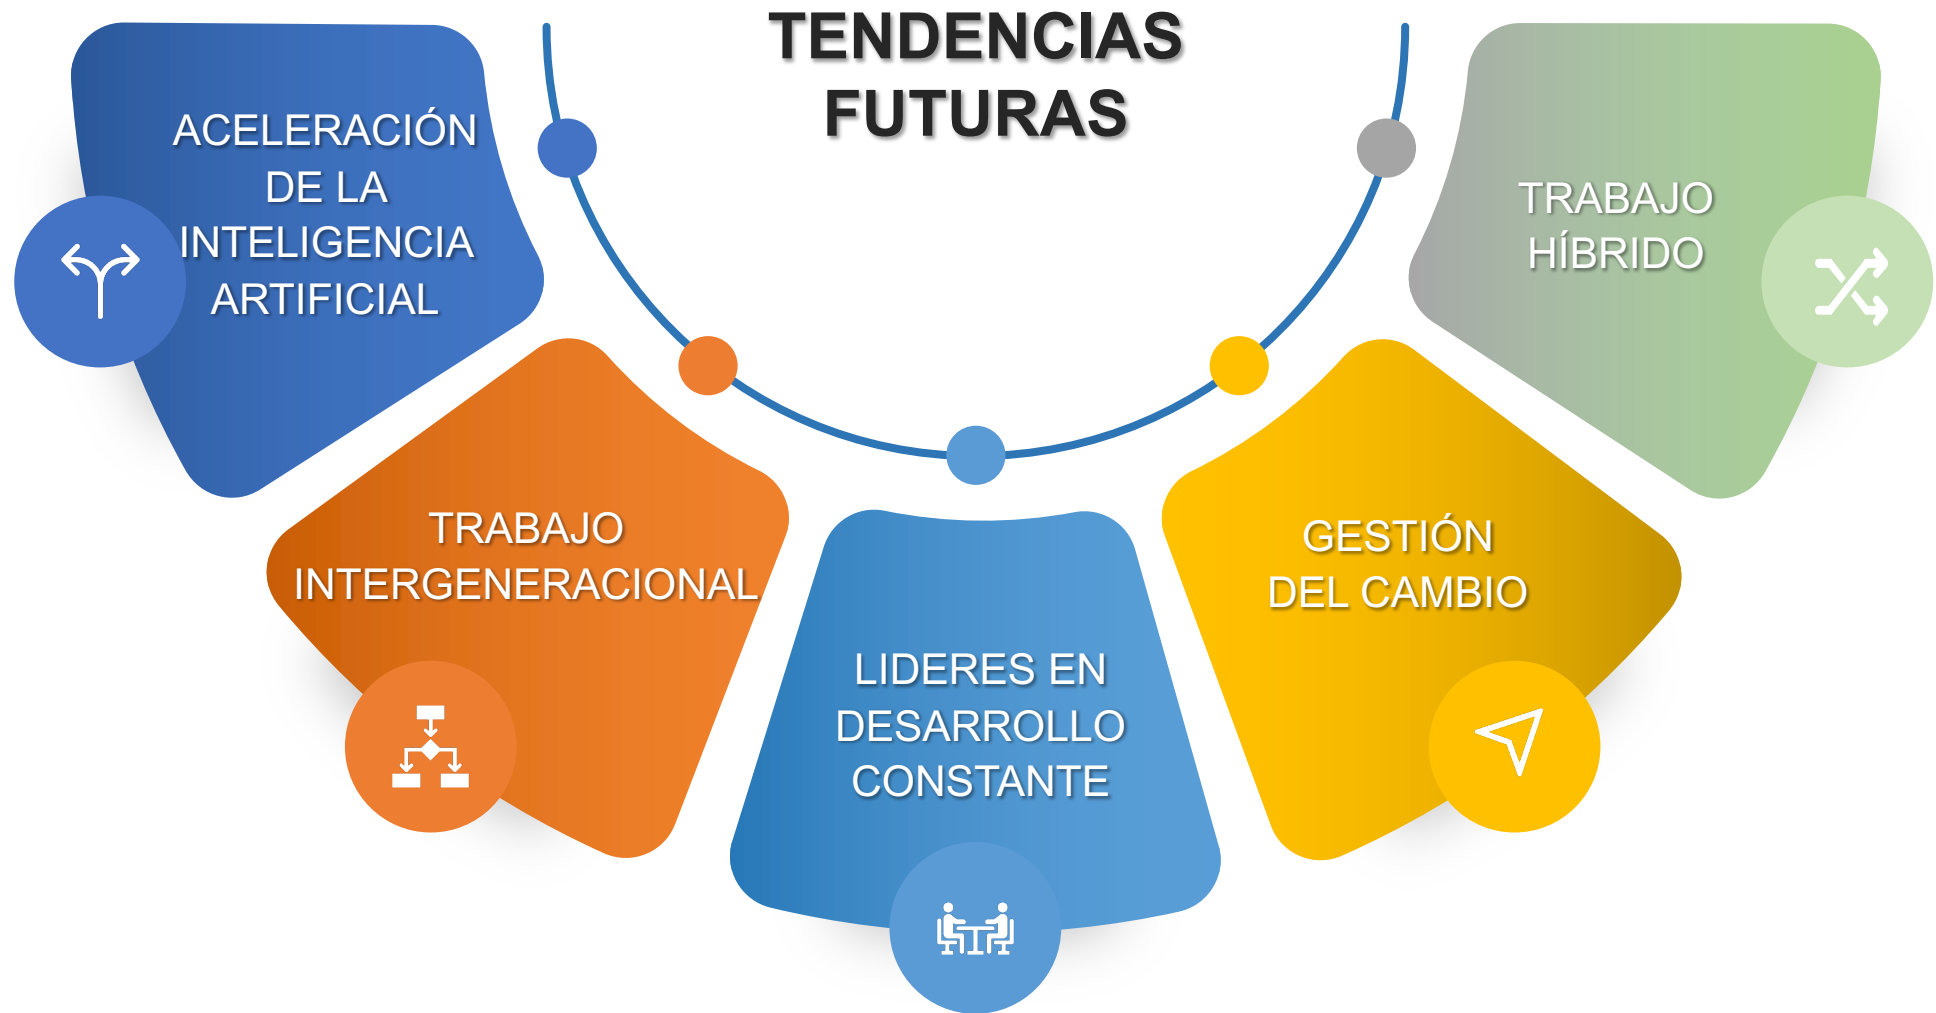 TENDENCIAS
FUTURAS
ACELERACIÓN
DE LA
INTELIGENCIA
ARTIFICIAL
TRABAJO
INTERGENERACIONAL
LIDERES EN
DESARROLLO
CONSTANTE
GESTIÓN
DEL CAMBIO
TRABAJO
HÍBRIDO